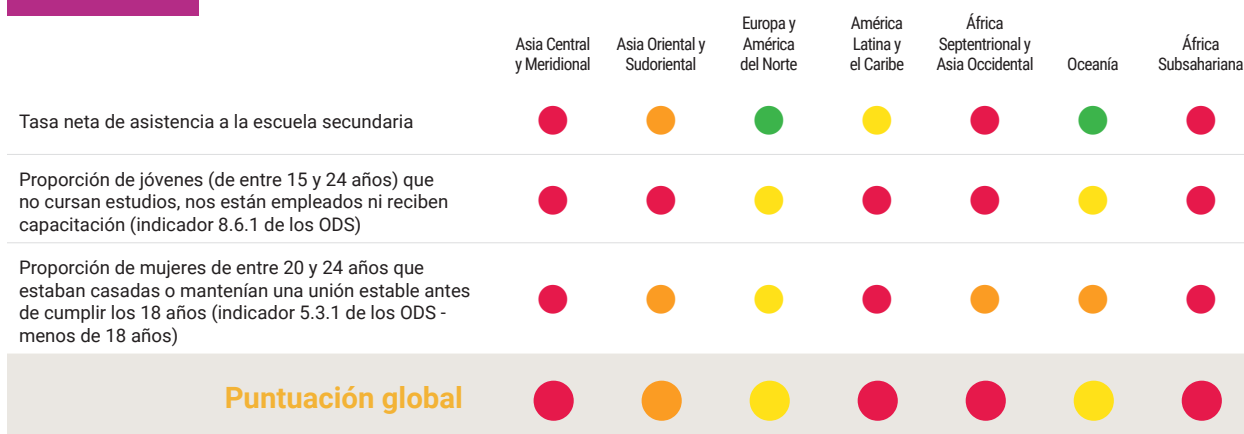 Asia Central
y Meridional
Asia Oriental y
Sudoriental
Europa y
América
del Norte
América
Latina y
el Caribe
África
Septentrional y
Asia Occidental
Oceanía
África
Subsahariana
Tasa neta de asistencia a la escuela secundaria
Proporción de jóvenes (de entre 15 y 24 años) que
no cursan estudios, nos están empleados ni reciben
capacitación (indicador 8.6.1 de los ODS)
Proporción de mujeres de entre 20 y 24 años que
estaban casadas o mantenían una unión estable antes
de cumplir los 18 años (indicador 5.3.1 de los ODS -
menos de 18 años)
Puntuación global